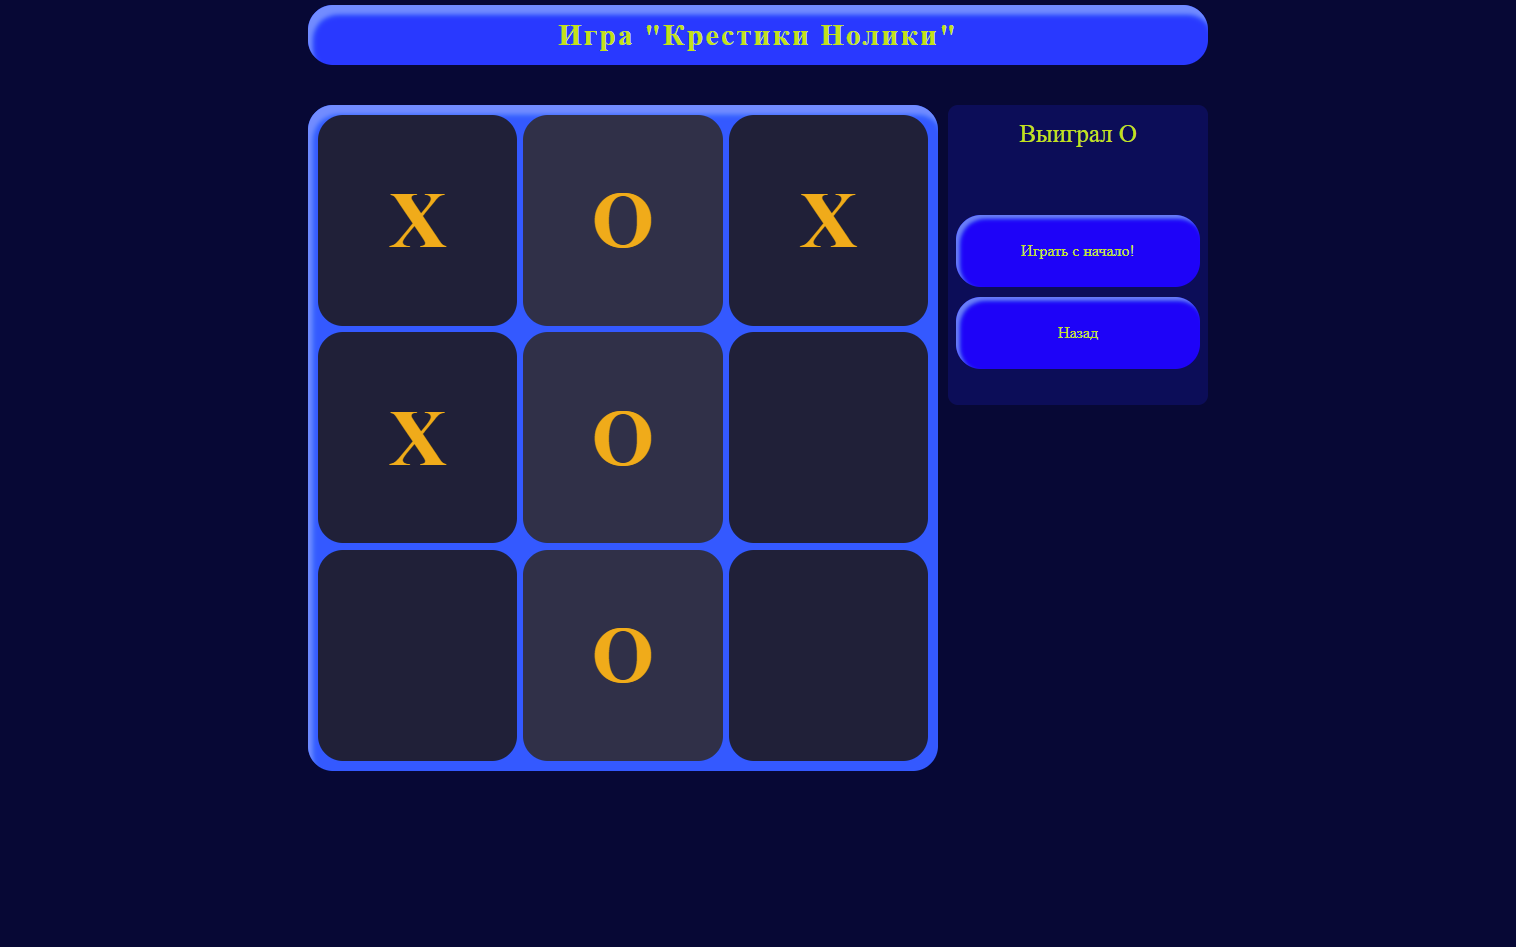 Игра "Крестики Нолики"
X O X
X O
O
Выиграл O
Играть с начало!
Назад